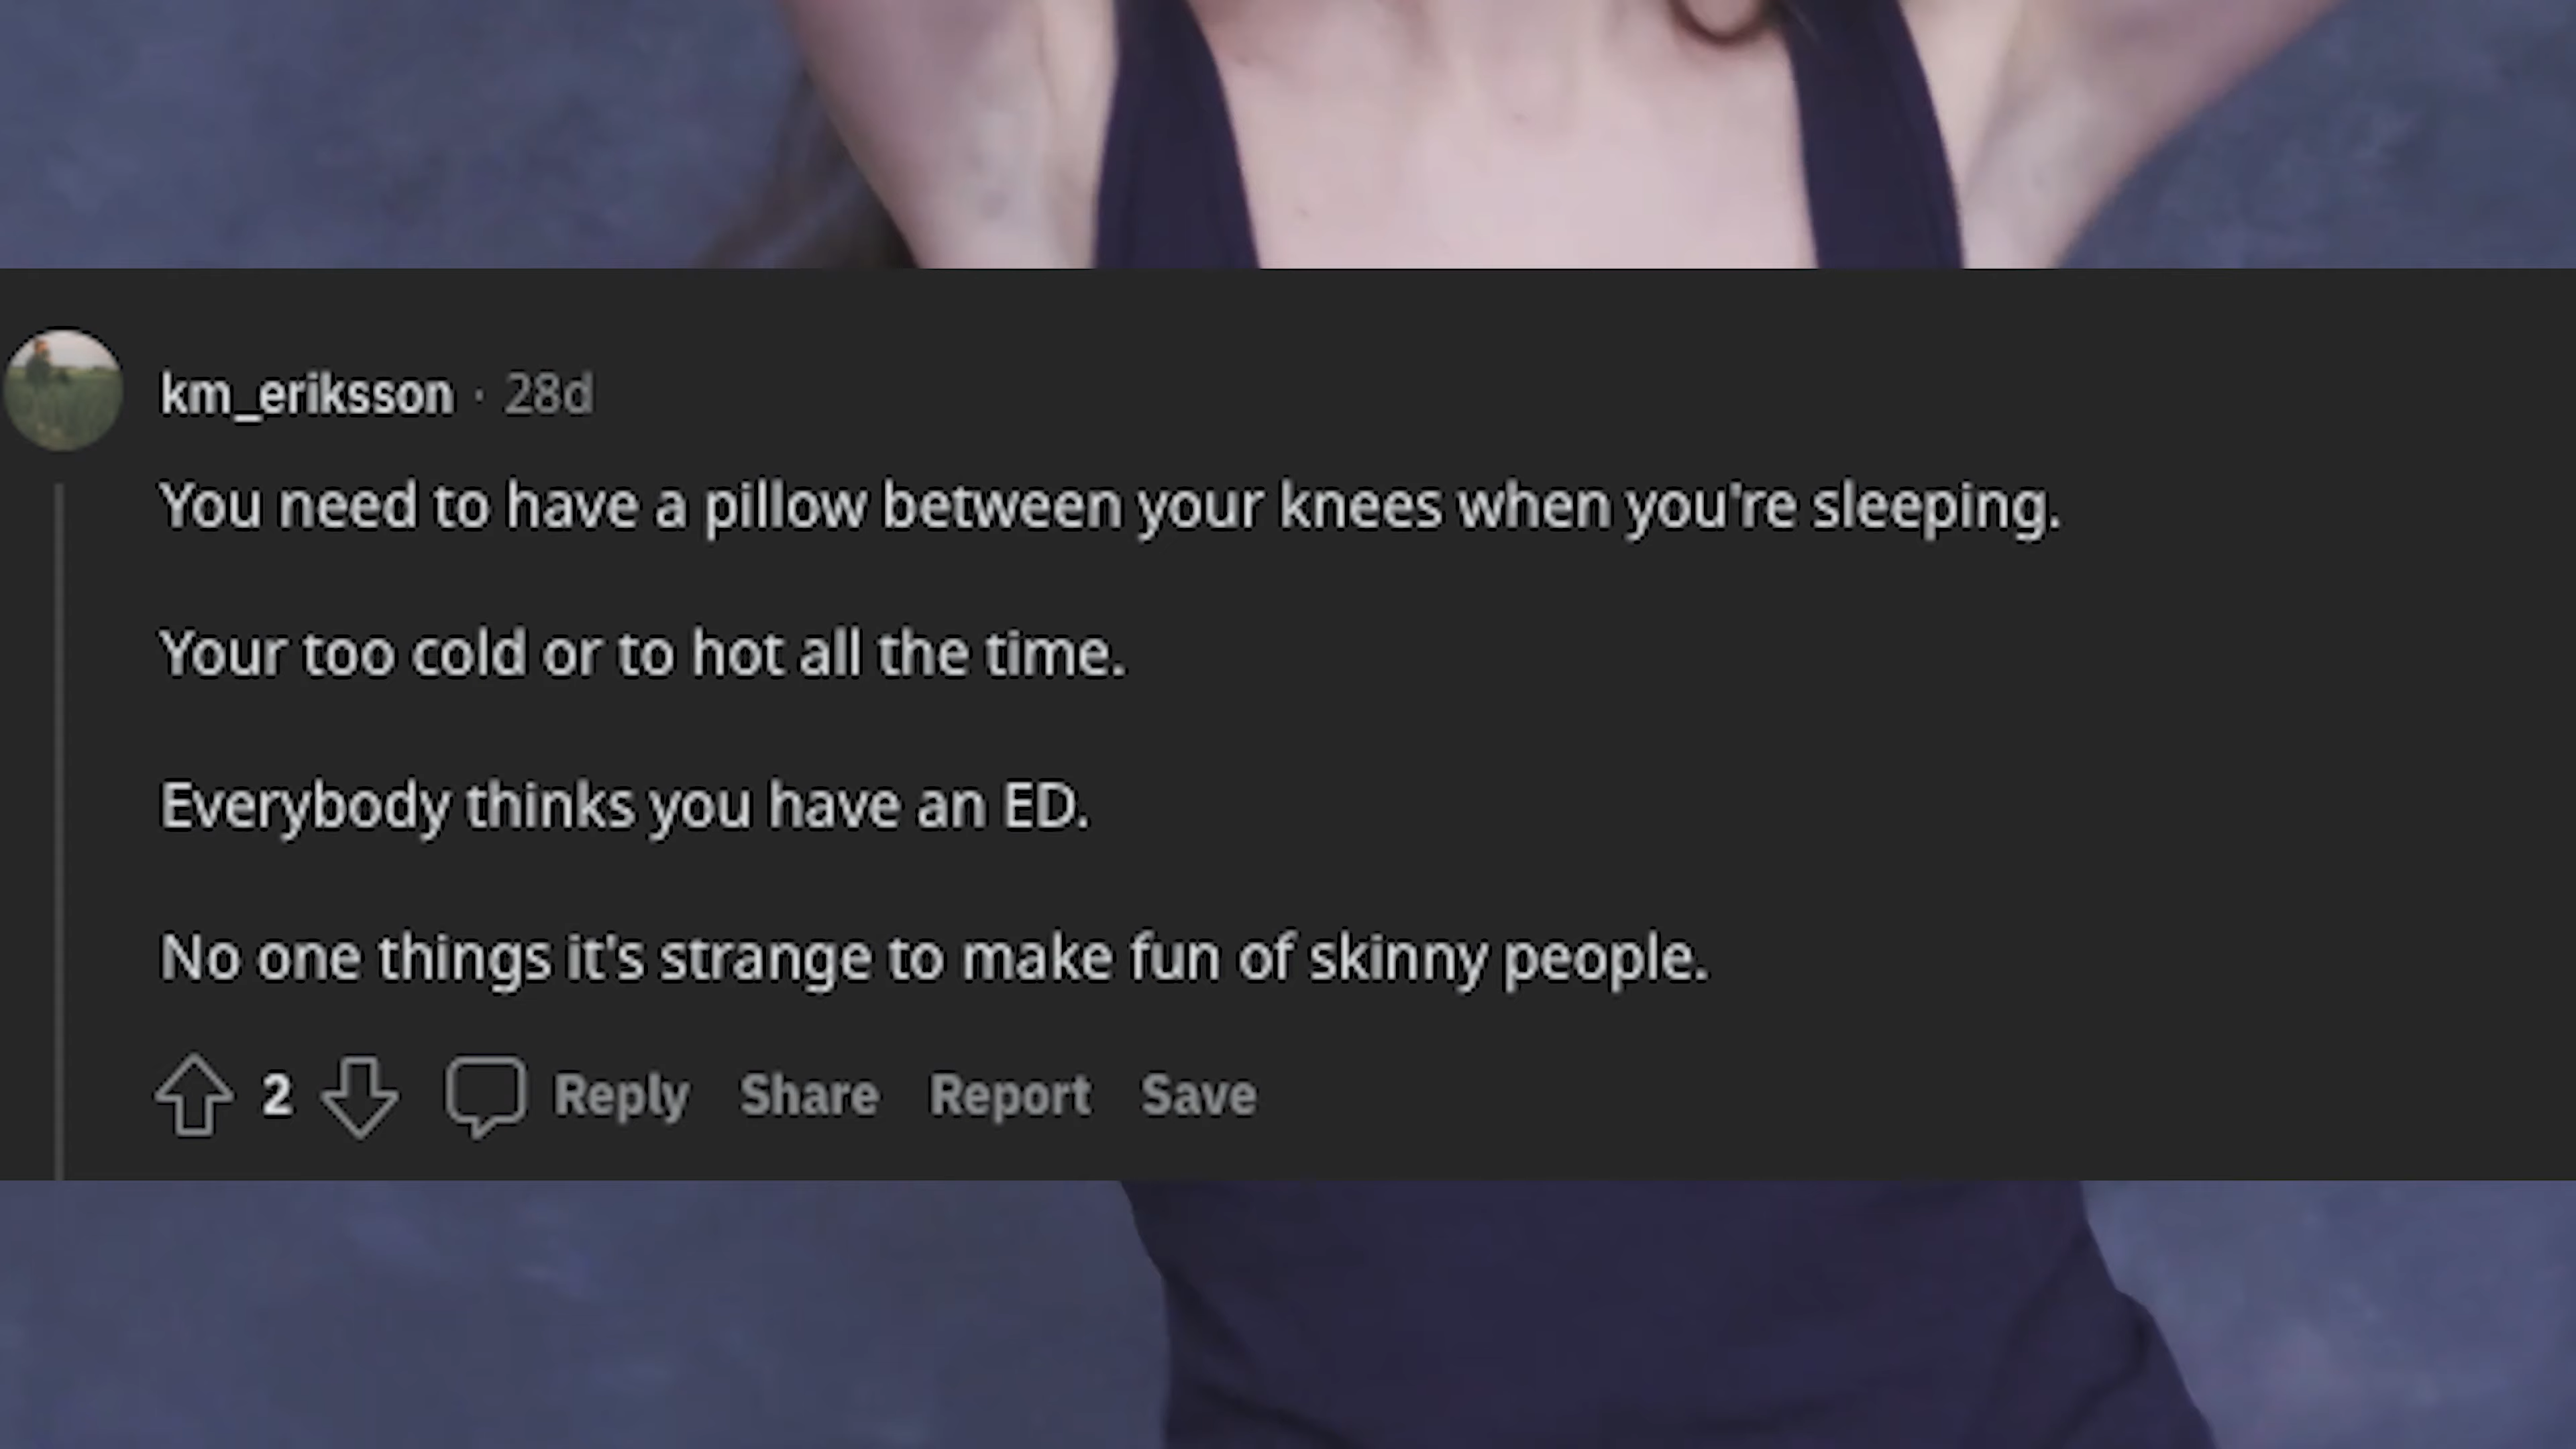 km_eriksson · 28d
You need to have a pillow between your knees when you're sleeping.
Your too cold or to hot all the time.
Everybody thinks you have an ED.
No one things it's strange to make fun of skinny people.
2 Reply Share Report Save